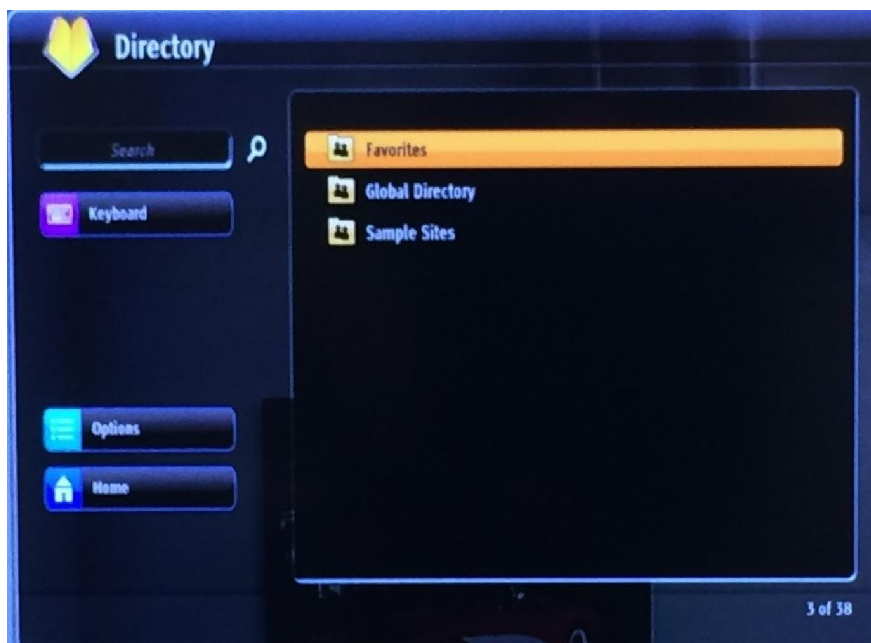 Directory
Search
Keyboard
Options
Home
Favorites
Global Directory
Sample Sites
3 of 38